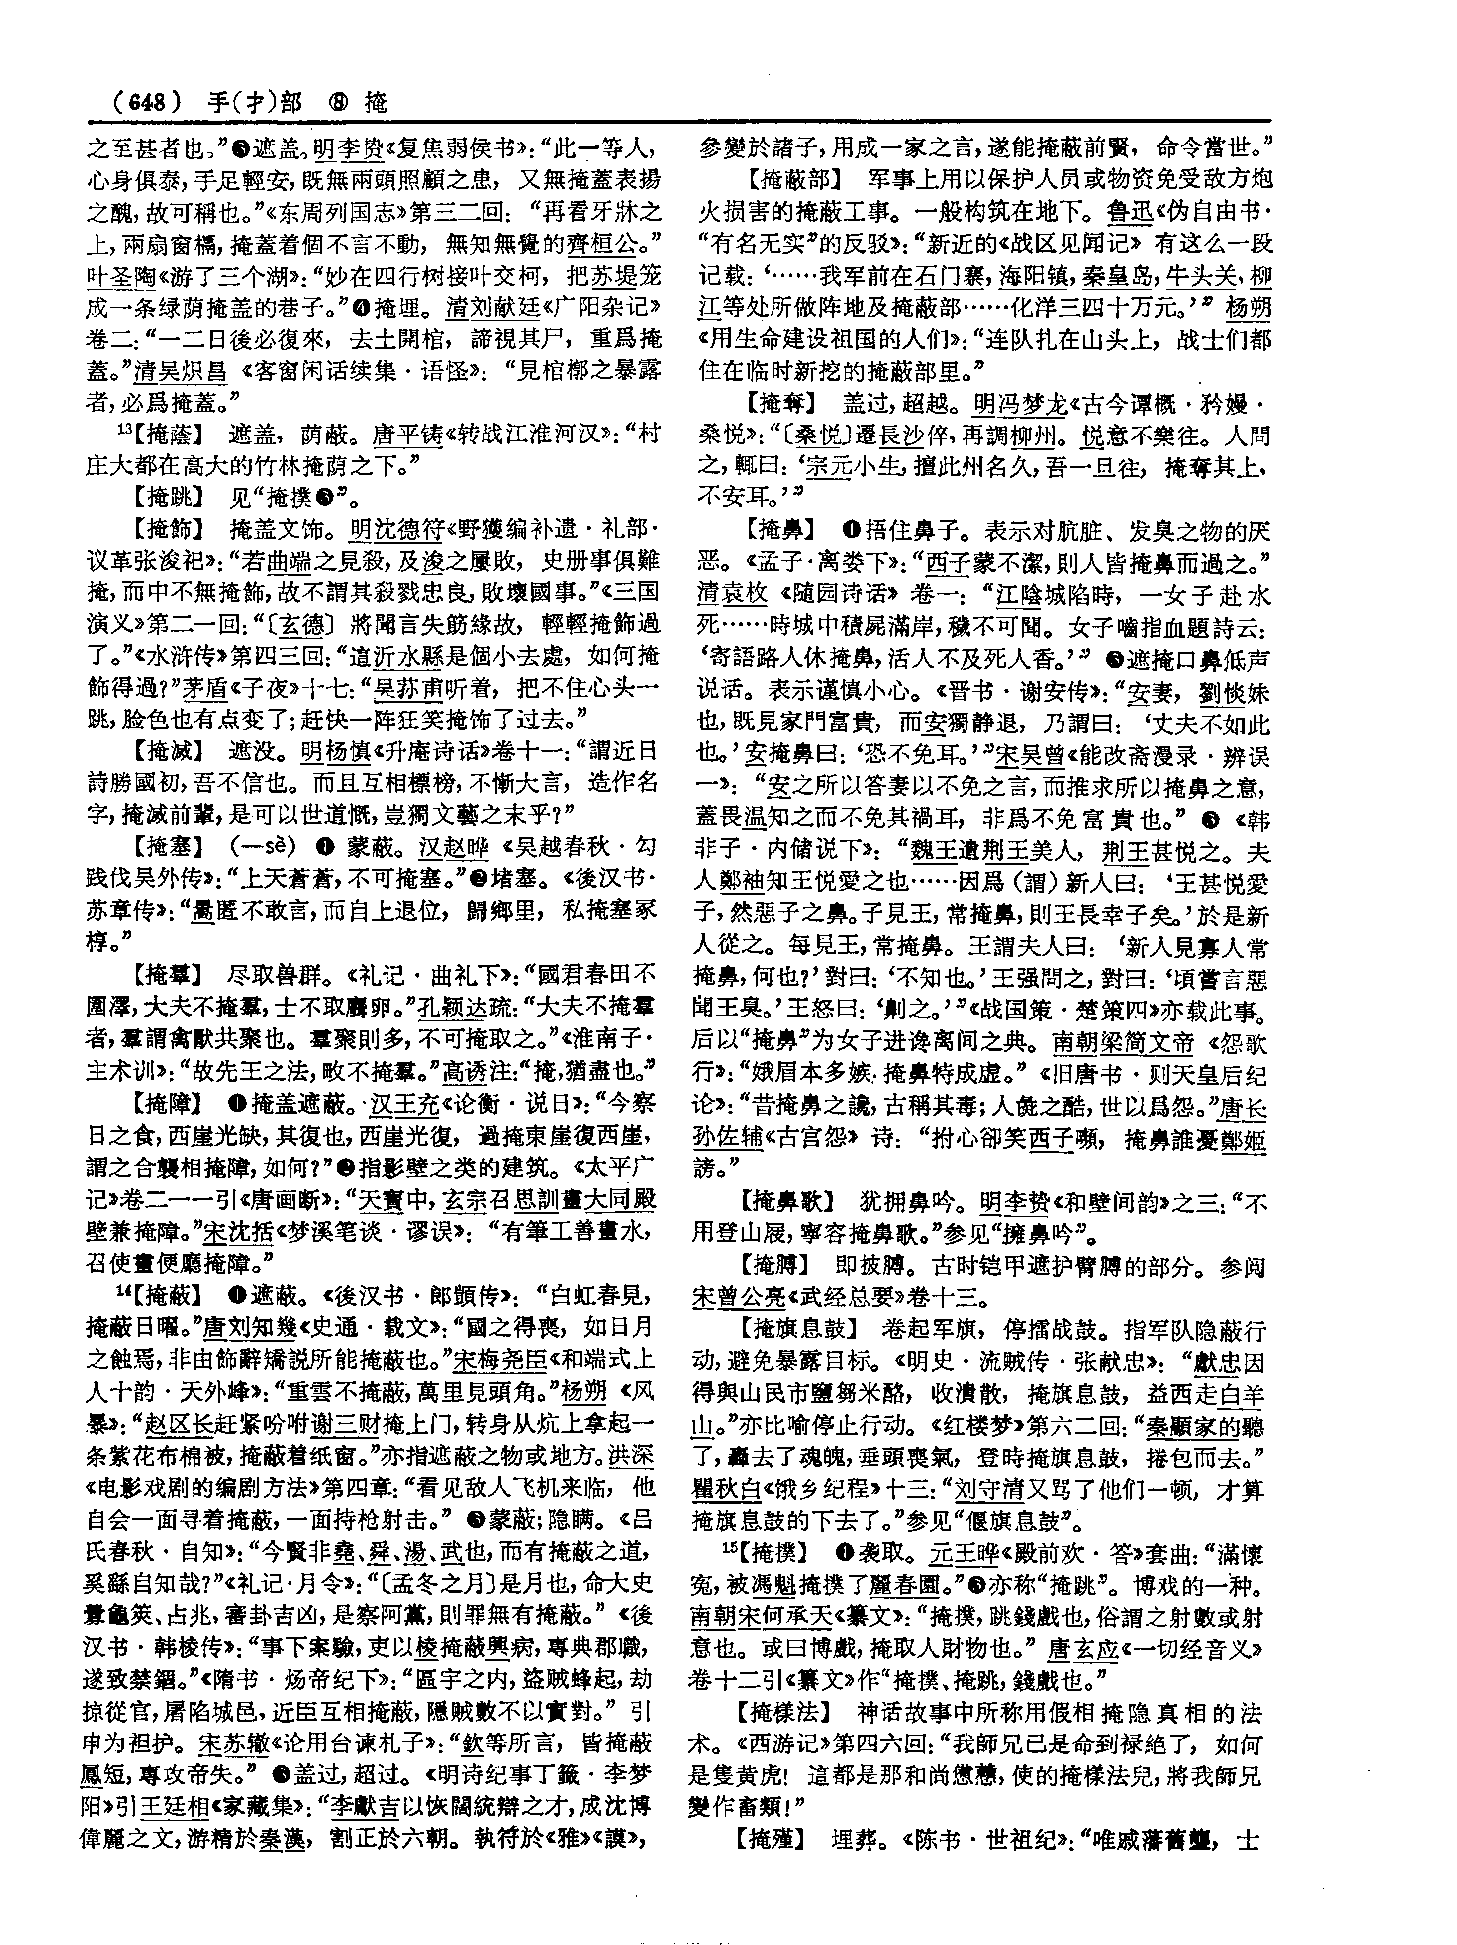 (648) 手(扌)部 ⑧ 掩
之至甚者也。”❸遮盖。明李贽《复焦弱侯书》：“此一等人，
心身俱泰，手足輕安，既無兩頭照顧之患，又無掩蓋表揚
之醜，故可稱也。”《东周列国志》第三二回：“再看牙牀之
上，兩扇窗槅，掩蓋着個不言不動，無知無覺的齊桓公。”
叶圣陶《游了三个湖》：“妙在四行树接叶交柯，把苏堤笼
成一条绿荫掩盖的巷子。”❹掩埋。清刘献廷《广阳杂记》
卷二：“一二日後必復來，去土開棺，諦視其尸，重爲掩
蓋。”清吴炽昌《客窗闲话续集·语怪》：“見棺槨之暴露
者，必爲掩蓋。”
13【掩蔭】 遮盖，荫蔽。唐平铸《转战江淮河汉》：“村
庄大都在高大的竹林掩荫之下。”
【掩跳】 见“掩撲❷”。
【掩飾】 掩盖文饰。明沈德符《野獲编补遗·礼部·
议革张浚祀》：“若曲端之見殺，及浚之屢敗，史册事俱難
掩，而中不無掩飾，故不謂其殺戮忠良，敗壞國事。”《三国
演义》第二一回：“〔玄德〕將聞言失筯緣故，輕輕掩飾過
了。”《水浒传》第四三回：“這沂水縣是個小去處，如何掩
飾得過？”茅盾《子夜》十七：“吴荪甫听着，把不住心头一
跳，脸色也有点变了；赶快一阵狂笑掩饰了过去。”
【掩滅】 遮没。明杨慎《升庵诗话》卷十一：“謂近日
詩勝國初，吾不信也。而且互相標榜，不慚大言，造作名
字，掩滅前輩，是可以世道慨，豈獨文藝之末乎？”
【掩塞】 （—sè） ❶蒙蔽。汉赵晔《吴越春秋·勾
践伐吴外传》：“上天蒼蒼，不可掩塞。”❷堵塞。《後汉书·
苏章传》：“暠匿不敢言，而自上退位，歸鄉里，私掩塞冢
椁。”
【掩羣】 尽取兽群。《礼记·曲礼下》：“國君春田不
圍澤，大夫不掩羣，士不取麛卵。”孔颖达疏：“大夫不掩羣
者，羣謂禽獸共聚也。羣聚則多，不可掩取之。”《淮南子·
主术训》：“故先王之法，畋不掩羣。”高诱注：“掩，猶盡也。”
【掩障】 ❶掩盖遮蔽。汉王充《论衡·说日》：“今察
日之食，西崖光缺，其復也，西崖光復，過掩東崖復西崖，
謂之合襲相掩障，如何？”❷指影壁之类的建筑。《太平广
记》卷二一一引《唐画断》：“天寶中，玄宗召思訓畫大同殿
壁兼掩障。”宋沈括《梦溪笔谈·谬误》：“有筆工善畫水，
召使畫便廳掩障。”
14【掩蔽】 ❶遮蔽。《後汉书·郎顗传》：“白虹春見，
掩蔽日曜。”唐刘知幾《史通·载文》：“國之得喪，如日月
之蝕焉，非由飾辭矯説所能掩蔽也。”宋梅尧臣《和端式上
人十韵·天外峰》：“重雲不掩蔽，萬里見頭角。”杨朔《风
暴》：“赵区长赶紧吩咐谢三财掩上门，转身从炕上拿起一
条紫花布棉被，掩蔽着纸窗。”亦指遮蔽之物或地方。洪深
《电影戏剧的编剧方法》第四章：“看见敌人飞机来临，他
自会一面寻着掩蔽，一面持枪射击。”❷蒙蔽；隐瞒。《吕
氏春秋·自知》：“今賢非堯、舜、湯、武也，而有掩蔽之道，
奚繇自知哉？”《礼记·月令》：“〔孟冬之月〕是月也，命大史
釁龜筴、占兆，審卦吉凶，是察阿黨，則罪無有掩蔽。”《後
汉书·韩棱传》：“事下案驗，吏以棱掩蔽興病，專典郡職，
遂致禁錮。”《隋书·炀帝纪下》：“區宇之内，盜賊蜂起，劫
掠從官，屠陷城邑，近臣互相掩蔽，隱賊數不以實對。”引
申为袒护。宋苏辙《论用台谏札子》：“欽等所言，皆掩蔽
鳳短，專攻帝失。”❸盖过，超过。《明诗纪事丁籤·李梦
阳》引王廷相《家藏集》：“李獻吉以恢闊統辯之才，成沈博
偉麗之文，游精於秦漢，割正於六朝。執符於《雅》《謨》，
參變於諸子，用成一家之言，遂能掩蔽前賢，命令當世。”
【掩蔽部】 军事上用以保护人员或物资免受敌方炮
火损害的掩蔽工事。一般构筑在地下。鲁迅《伪自由书·
“有名无实”的反驳》：“新近的《战区见闻记》有这么一段
记载：‘……我军前在石门寨，海阳镇，秦皇岛，牛头关，柳
江等处所做阵地及掩蔽部……化洋三四十万元。’” 杨朔
《用生命建设祖国的人们》：“连队扎在山头上，战士们都
住在临时新挖的掩蔽部里。”
【掩奪】 盖过，超越。明冯梦龙《古今谭概·矜嫚·
桑悦》：“〔桑悦〕遷長沙倅，再調柳州。悦意不樂往。人問
之，輒曰：‘宗元小生，擅此州名久，吾一旦往，掩奪其上，
不安耳。’”
【掩鼻】 ❶捂住鼻子。表示对肮脏、发臭之物的厌
恶。《孟子·离娄下》：“西子蒙不潔，則人皆掩鼻而過之。”
清袁枚《随园诗话》卷一：“江陰城陷時，一女子赴水
死……時城中積屍滿岸，穢不可聞。女子嚙指血題詩云：
‘寄語路人休掩鼻，活人不及死人香。’” ❷遮掩口鼻低声
说话。表示谨慎小心。《晋书·谢安传》：“安妻，劉惔妹
也，既見家門富貴，而安獨静退，乃謂曰：‘丈夫不如此
也。’安掩鼻曰：‘恐不免耳。’”宋吴曾《能改斋漫录·辨误
一》：“安之所以答妻以不免之言，而推求所以掩鼻之意，
蓋畏温知之而不免其禍耳，非爲不免富貴也。” ❸《韩
非子·内储说下》：“魏王遺荆王美人，荆王甚悦之。夫
人鄭袖知王悦愛之也……因爲（謂）新人曰：‘王甚悦愛
子，然惡子之鼻。子見王，常掩鼻，則王長幸子矣。’於是新
人從之。每見王，常掩鼻。王謂夫人曰：‘新人見寡人常
掩鼻，何也？’對曰：‘不知也。’王强問之，對曰：‘頃嘗言惡
聞王臭。’王怒曰：‘劓之。’”《战国策·楚策四》亦载此事。
后以“掩鼻”为女子进谗离间之典。南朝梁简文帝《怨歌
行》：“娥眉本多嫉，掩鼻特成虚。”《旧唐书·则天皇后纪
论》：“昔掩鼻之讒，古稱其毒；人彘之酷，世以爲怨。”唐长
孙佐辅《古宫怨》诗：“拊心卻笑西子嚬，掩鼻誰憂鄭姬
謗。”
【掩鼻歌】 犹拥鼻吟。明李贽《和壁间韵》之三：“不
用登山屐，寧容掩鼻歌。”参见“擁鼻吟”。
【掩膊】 即披膊。古时铠甲遮护臂膊的部分。参阅
宋曾公亮《武经总要》卷十三。
【掩旗息鼓】 卷起军旗，停擂战鼓。指军队隐蔽行
动，避免暴露目标。《明史·流贼传·张献忠》：“獻忠因
得與山民市鹽芻米酪，收潰散，掩旗息鼓，益西走白羊
山。”亦比喻停止行动。《红楼梦》第六二回：“秦顯家的聽
了，轟去了魂魄，垂頭喪氣，登時掩旗息鼓，捲包而去。”
瞿秋白《饿乡纪程》十三：“刘守清又骂了他们一顿，才算
掩旗息鼓的下去了。”参见“偃旗息鼓”。
15【掩撲】 ❶袭取。元王晔《殿前欢·答》套曲：“滿懷
冤，被馮魁掩撲了麗春園。”❷亦称“掩跳”。博戏的一种。
南朝宋何承天《纂文》：“掩撲，跳錢戲也，俗謂之射數或射
意也。或曰博戲，掩取人財物也。” 唐玄应《一切经音义》
卷十二引《纂文》作“掩撲、掩跳，錢戲也。”
【掩樣法】 神话故事中所称用假相掩隐真相的法
术。《西游记》第四六回：“我師兄已是命到禄絶了，如何
是隻黄虎！這都是那和尚憊𢢔，使的掩樣法兒，將我師兄
變作畜類！”
【掩殣】 埋葬。《陈书·世祖纪》：“唯戚藩舊壟，士